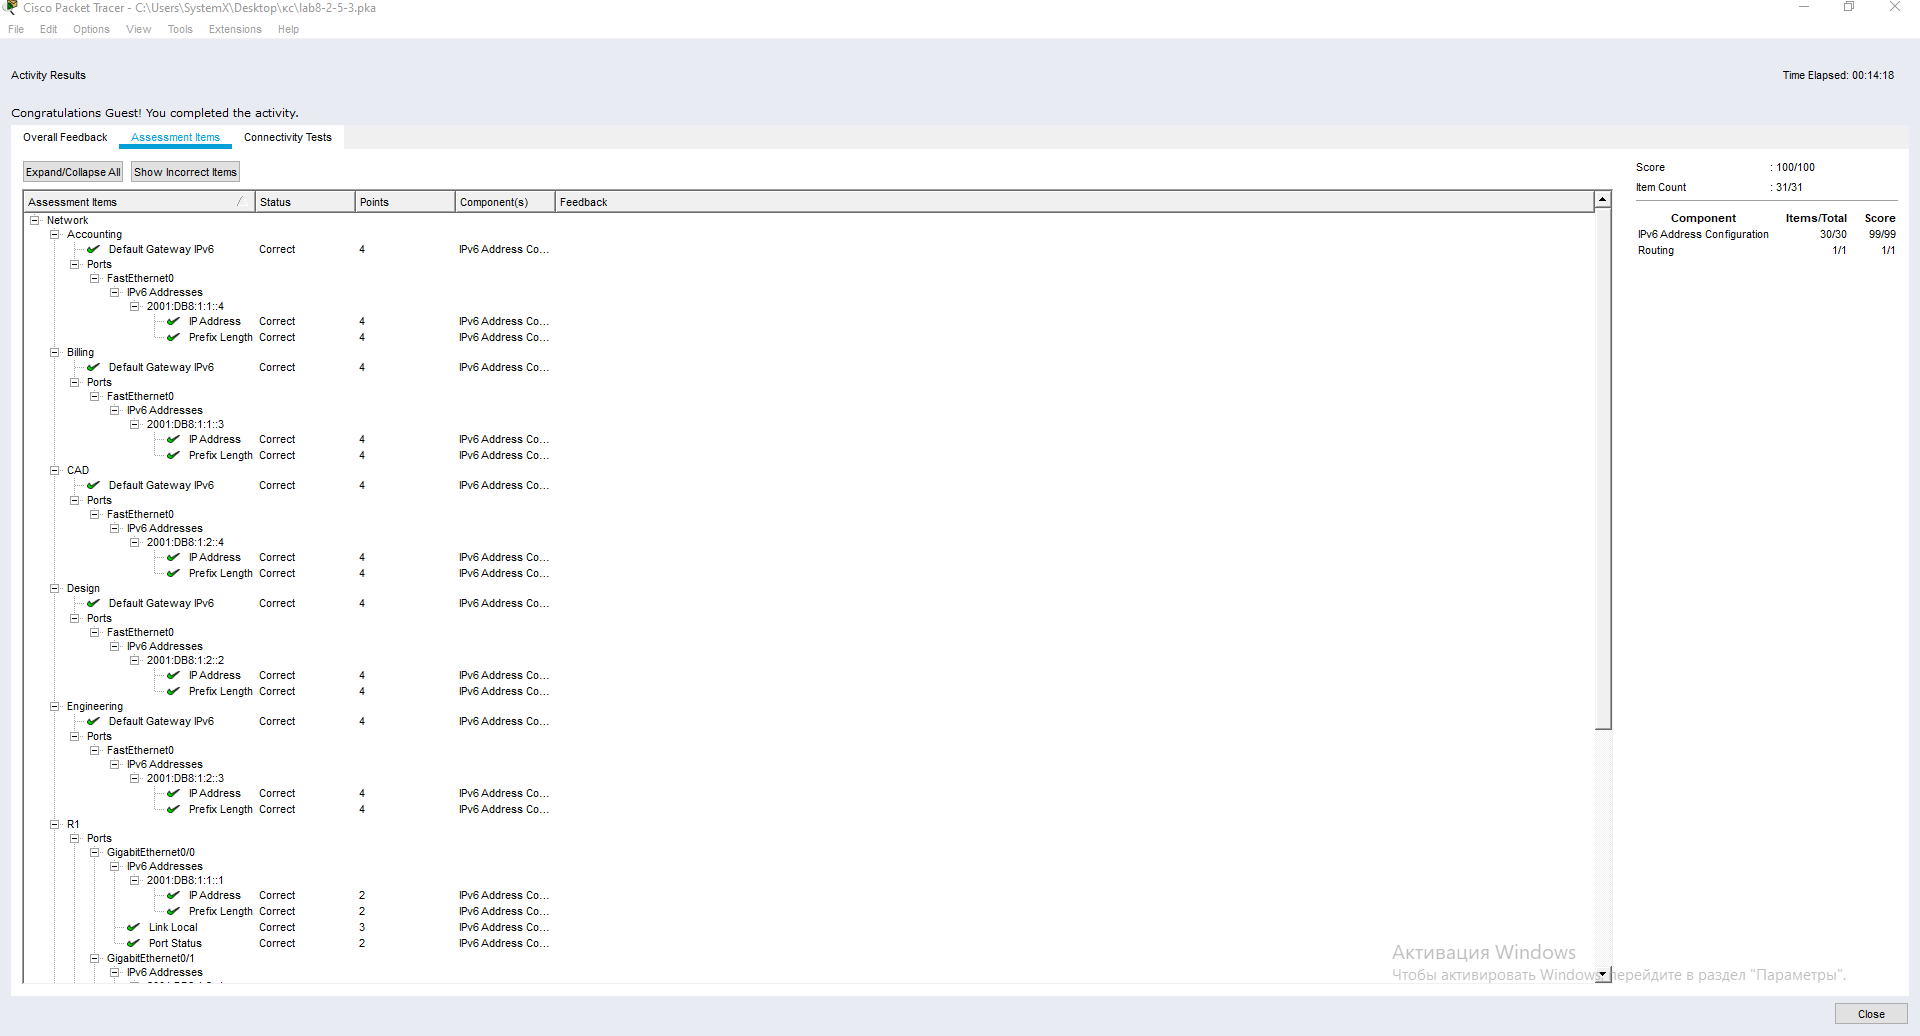 Cisco Packet Tracer - C:\Users\SystemX\Desktop\кс\lab8-2-5-3.pka
File Edit Options View Tools Extensions Help
Activity Results
Time Elapsed: 00:14:18
Congratulations Guest! You completed the activity.
Overall Feedback Assessment Items Connectivity Tests
Expand/Collapse All Show Incorrect Items
Assessment Items Status Points Component(s) Feedback
Network
Accounting
Default Gateway IPv6 Correct 4 IPv6 Address Co...
Ports
FastEthernet0
IPv6 Addresses
2001:DB8:1:1::4
IP Address Correct 4 IPv6 Address Co...
Prefix Length Correct 4 IPv6 Address Co...
Billing
Default Gateway IPv6 Correct 4 IPv6 Address Co...
Ports
FastEthernet0
IPv6 Addresses
2001:DB8:1:1::3
IP Address Correct 4 IPv6 Address Co...
Prefix Length Correct 4 IPv6 Address Co...
CAD
Default Gateway IPv6 Correct 4 IPv6 Address Co...
Ports
FastEthernet0
IPv6 Addresses
2001:DB8:1:2::4
IP Address Correct 4 IPv6 Address Co...
Prefix Length Correct 4 IPv6 Address Co...
Design
Default Gateway IPv6 Correct 4 IPv6 Address Co...
Ports
FastEthernet0
IPv6 Addresses
2001:DB8:1:2::2
IP Address Correct 4 IPv6 Address Co...
Prefix Length Correct 4 IPv6 Address Co...
Engineering
Default Gateway IPv6 Correct 4 IPv6 Address Co...
Ports
FastEthernet0
IPv6 Addresses
2001:DB8:1:2::3
IP Address Correct 4 IPv6 Address Co...
Prefix Length Correct 4 IPv6 Address Co...
R1
Ports
GigabitEthernet0/0
IPv6 Addresses
2001:DB8:1:1::1
IP Address Correct 2 IPv6 Address Co...
Prefix Length Correct 2 IPv6 Address Co...
Link Local Correct 3 IPv6 Address Co...
Port Status Correct 2 IPv6 Address Co...
GigabitEthernet0/1
IPv6 Addresses
Score : 100/100
Item Count : 31/31
Component Items/Total Score
IPv6 Address Configuration 30/30 99/99
Routing 1/1 1/1
Активация Windows
Чтобы активировать Windows, перейдите в раздел "Параметры".
Close